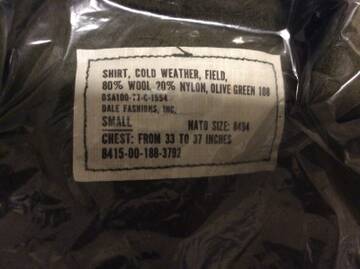 SHIRT, COLD WEATHER, FIELD,
80% WOOL 20% NYLON, OLIVE GREEN 108
DSA100-77-C-1554
DALE FASHIONS, INC.
SMALL NATO SIZE: 8494
CHEST: FROM 33 TO 37 INCHES
8415-00-188-3792